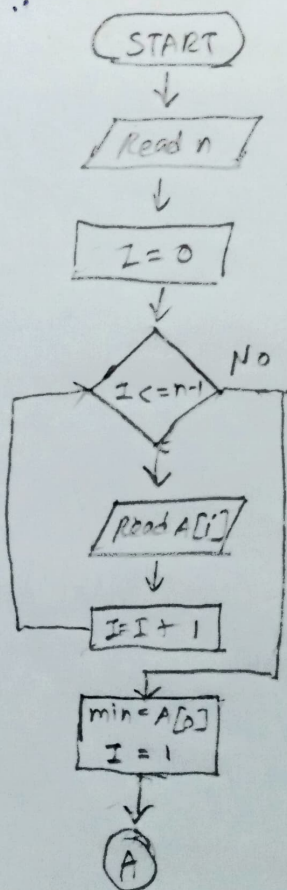 START
Read n
I = 0
I <= n-1
No
Read A[i]
I = I + 1
min = A[0]
I = 1
A